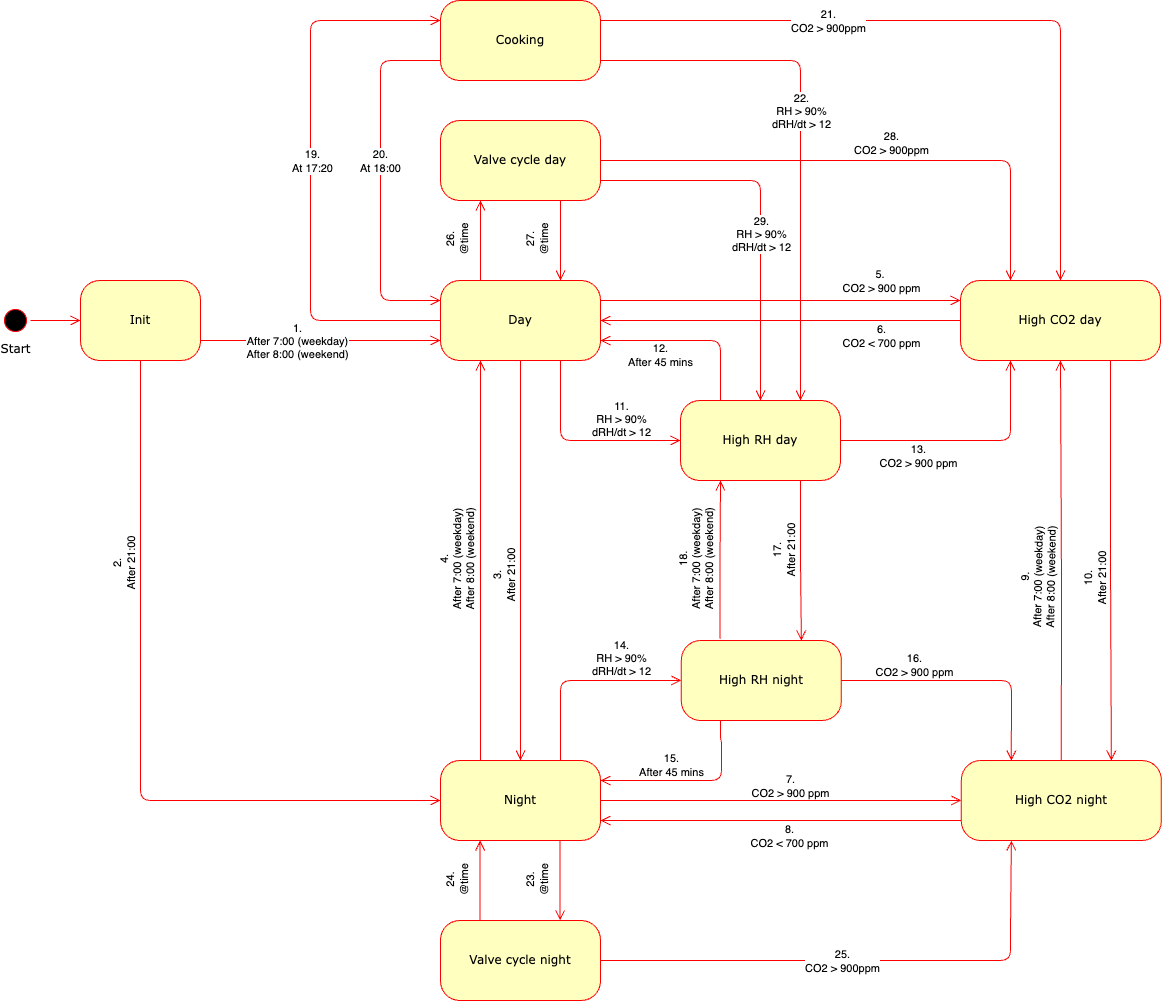 Cooking
21.
CO2 > 900ppm
22.
RH > 90%
dRH/dt > 12
19.
At 17:20
20.
At 18:00
Valve cycle day
28.
CO2 > 900ppm
29.
RH > 90%
dRH/dt > 12
26.
@time
27.
@time
Start
Init
1.
After 7:00 (weekday)
After 8:00 (weekend)
Day
5.
CO2 > 900 ppm
6.
CO2 < 700 ppm
High CO2 day
12.
After 45 mins
11.
RH > 90%
dRH/dt > 12
High RH day
13.
CO2 > 900 ppm
2.
After 21:00
4.
After 7:00 (weekday)
After 8:00 (weekend)
3.
After 21:00
18.
After 7:00 (weekday)
After 8:00 (weekend)
17.
After 21:00
9.
After 7:00 (weekday)
After 8:00 (weekend)
10.
After 21:00
14.
RH > 90%
dRH/dt > 12
High RH night
16.
CO2 > 900 ppm
15.
After 45 mins
Night
7.
CO2 > 900 ppm
8.
CO2 < 700 ppm
High CO2 night
24.
@time
23.
@time
Valve cycle night
25.
CO2 > 900ppm